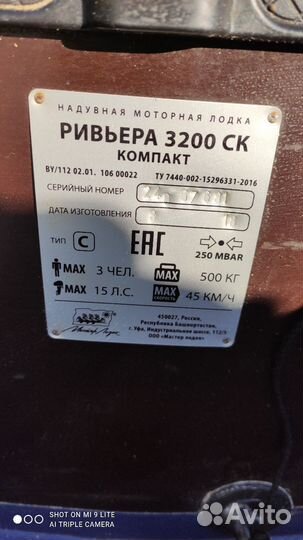 НАДУВНАЯ МОТОРНАЯ ЛОДКА
РИВЬЕРА 3200 СК
КОМПАКТ
BY/112 02.01. 106 00022 ТУ 7440-002-15296331-2016
СЕРИЙНЫЙ НОМЕР
ДАТА ИЗГОТОВЛЕНИЯ
ТИП C EAC 250 MBAR
MAX 3 ЧЕЛ. MAX 500 КГ
MAX 15 Л.С. MAX СКОРОСТЬ 45 KM/Ч
450027, Россия,
Республика Башкортостан,
г. Уфа, Индустриальное шоссе, 112/1
ООО «Мастер лодок»
Мастер Лодок
SHOT ON MI 9 LITE
AI TRIPLE CAMERA
Avito